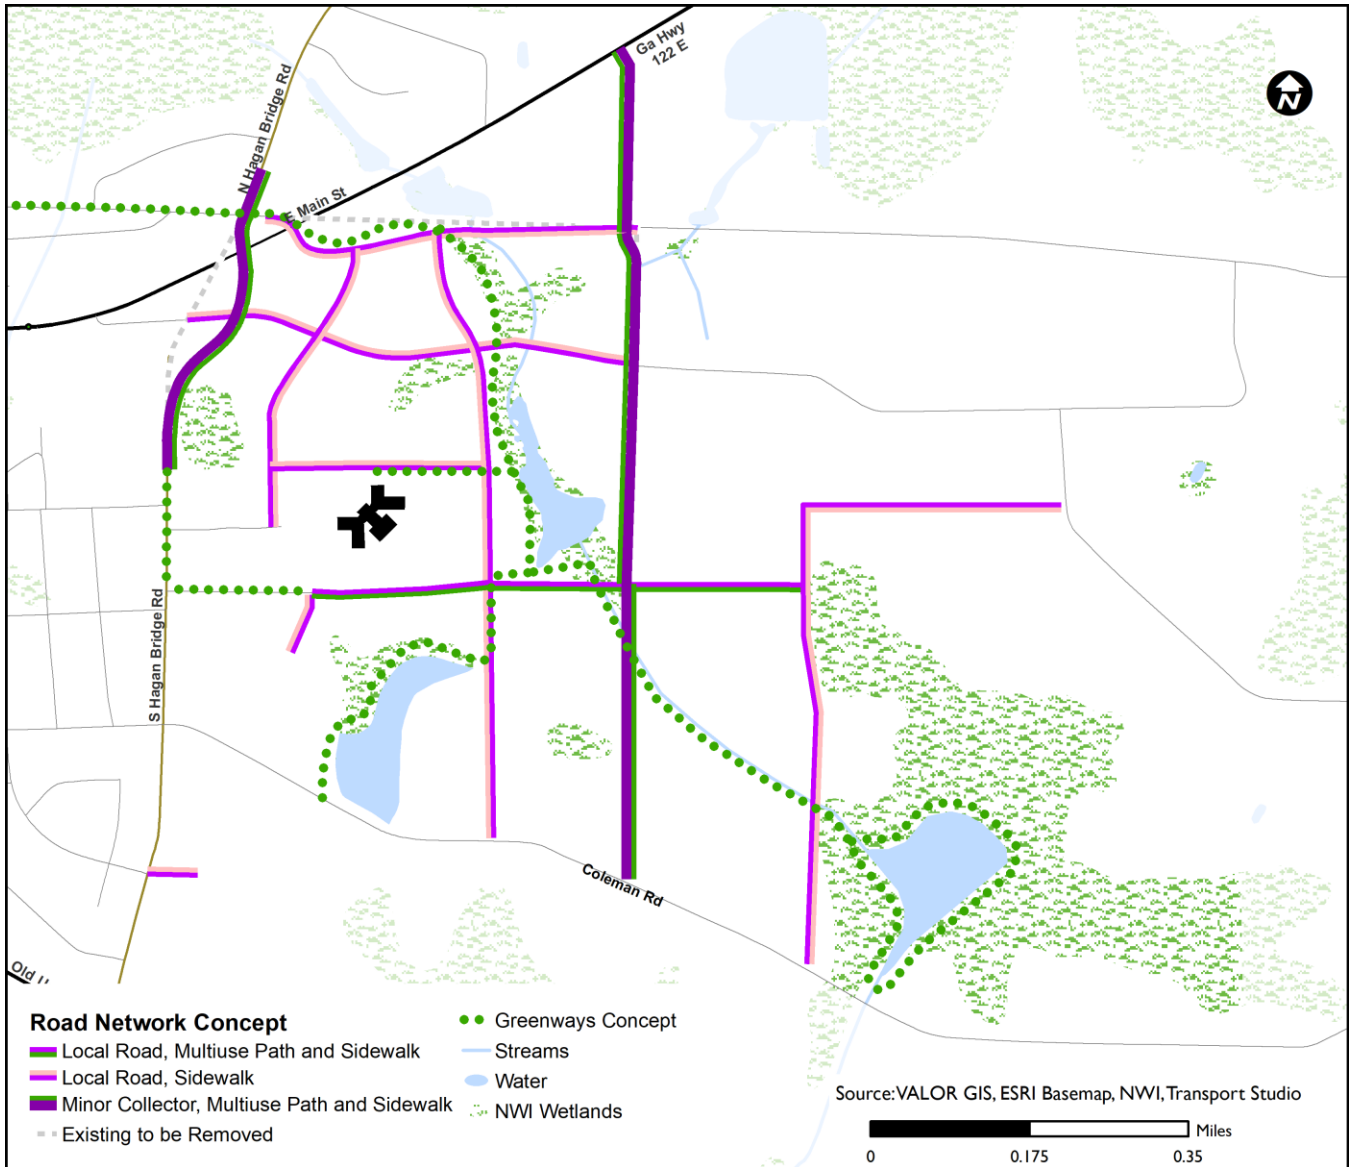 Ga Hwy
122 E
N
N Hagan Bridge Rd
E Main St
S Hagan Bridge Rd
Coleman Rd
Old
Road Network Concept
Local Road, Multiuse Path and Sidewalk
Local Road, Sidewalk
Minor Collector, Multiuse Path and Sidewalk
Existing to be Removed
Greenways Concept
Streams
Water
NWI Wetlands
Source:VALOR GIS, ESRI Basemap, NWI, Transport Studio
Miles
0 0.175 0.35